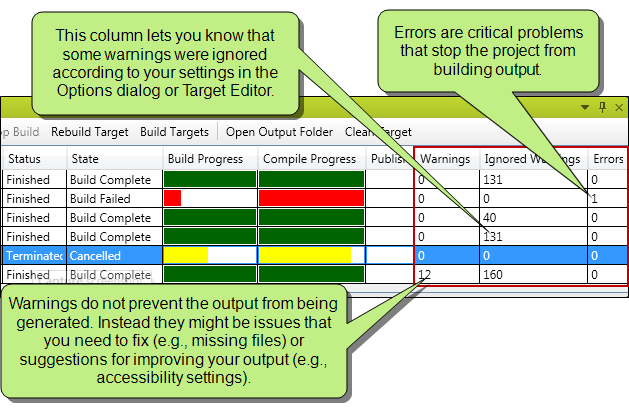 This column lets you know that
some warnings were ignored
according to your settings in the
Options dialog or Target Editor.
Errors are critical problems
that stop the project from
building output.
Build Rebuild Target Build Targets Open Output Folder Clean Target
Status State Build Progress Compile Progress Warnings Ignored Warnings Errors
Finished Build Complete 0 131 0
Finished Build Failed 0 0 1
Finished Build Complete 0 40 0
Finished Build Complete 0 131 0
Terminated Cancelled 0 0 0
Finished Build Complete 12 160 0
Warnings do not prevent the output from being
generated. Instead they might be issues that
you need to fix (e.g., missing files) or
suggestions for improving your output (e.g.,
accessibility settings).